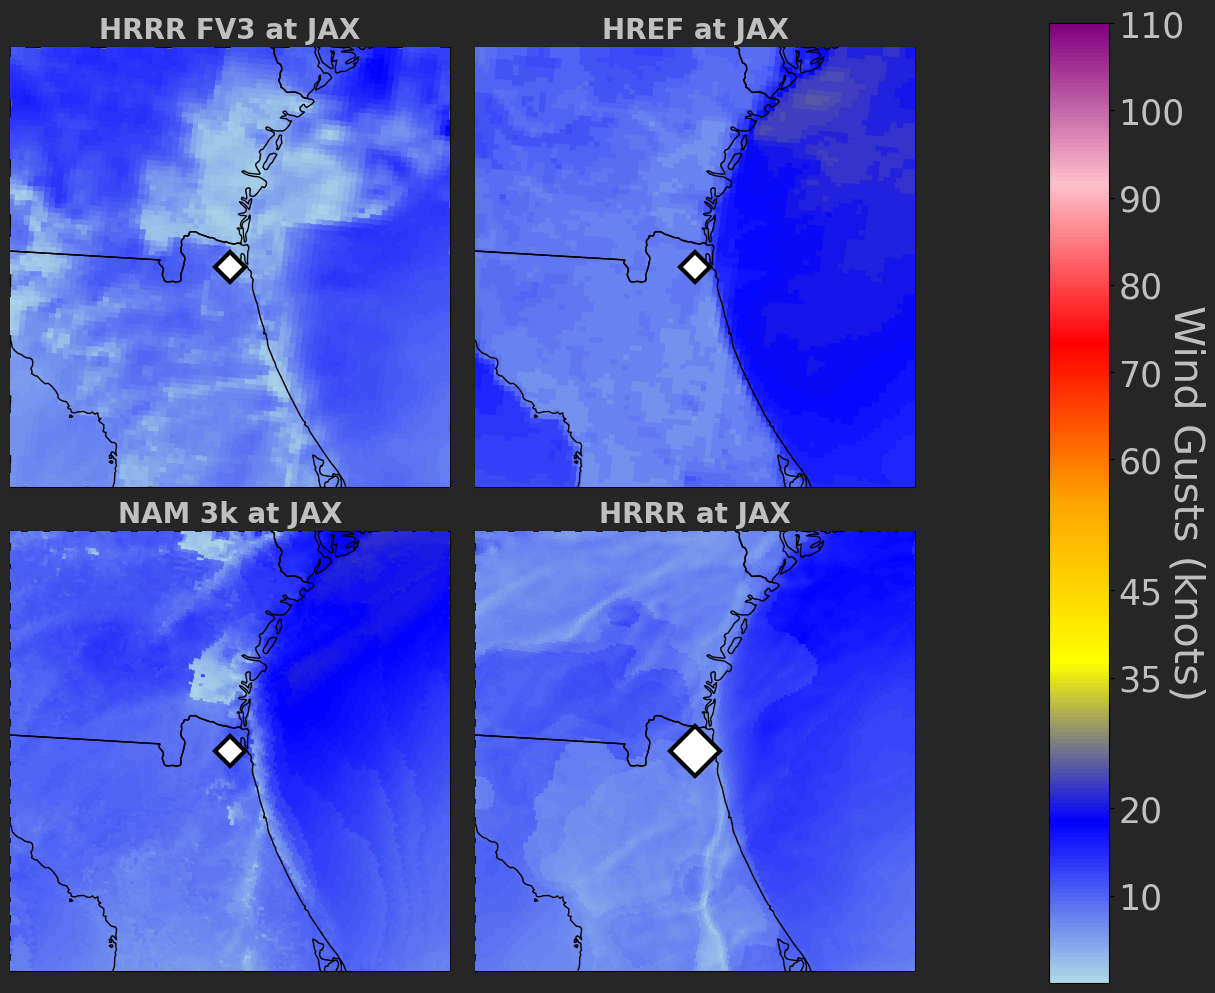 HRRR FV3 at JAX
HREF at JAX
NAM 3k at JAX
HRRR at JAX
110
100
90
80
70
60
45
35
20
10
Wind Gusts (knots)